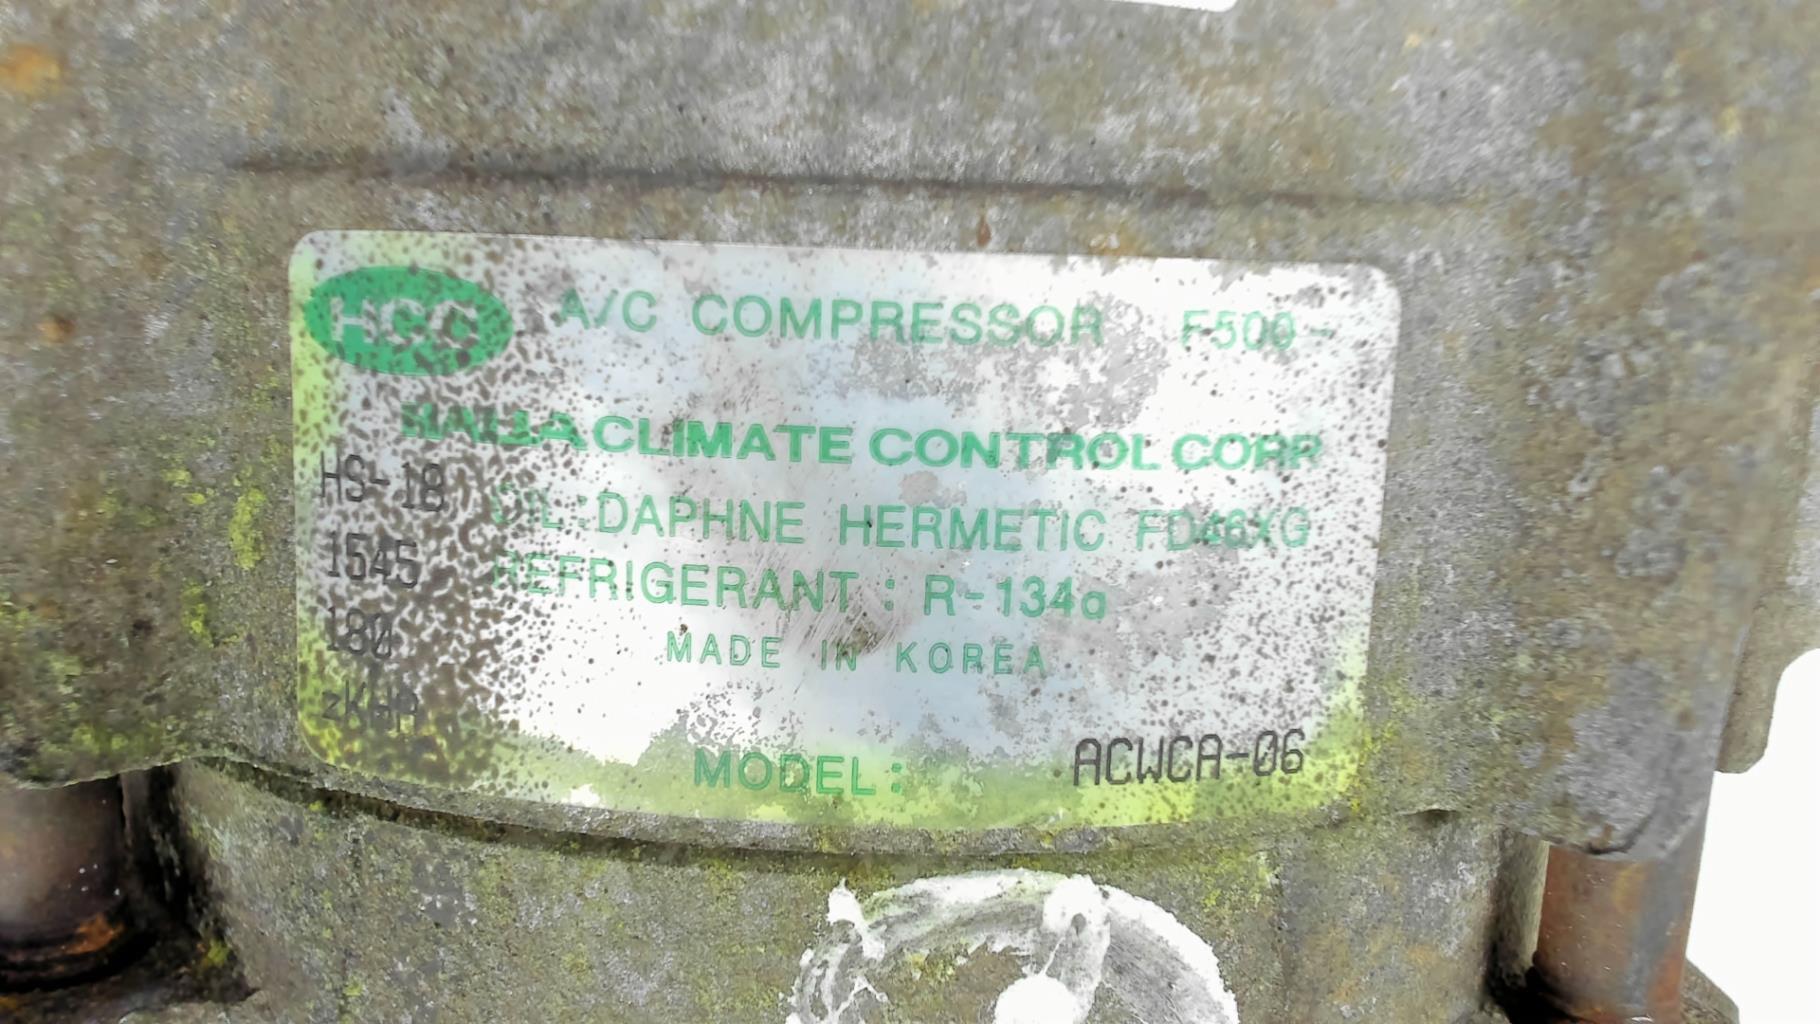 HCC A/C COMPRESSOR F500-
HALLA CLIMATE CONTROL CORP
HS-18 OIL:DAPHNE HERMETIC FD46XG
1545 REFRIGERANT : R-134a
180 MADE IN KOREA
MODEL: ACWCA-06